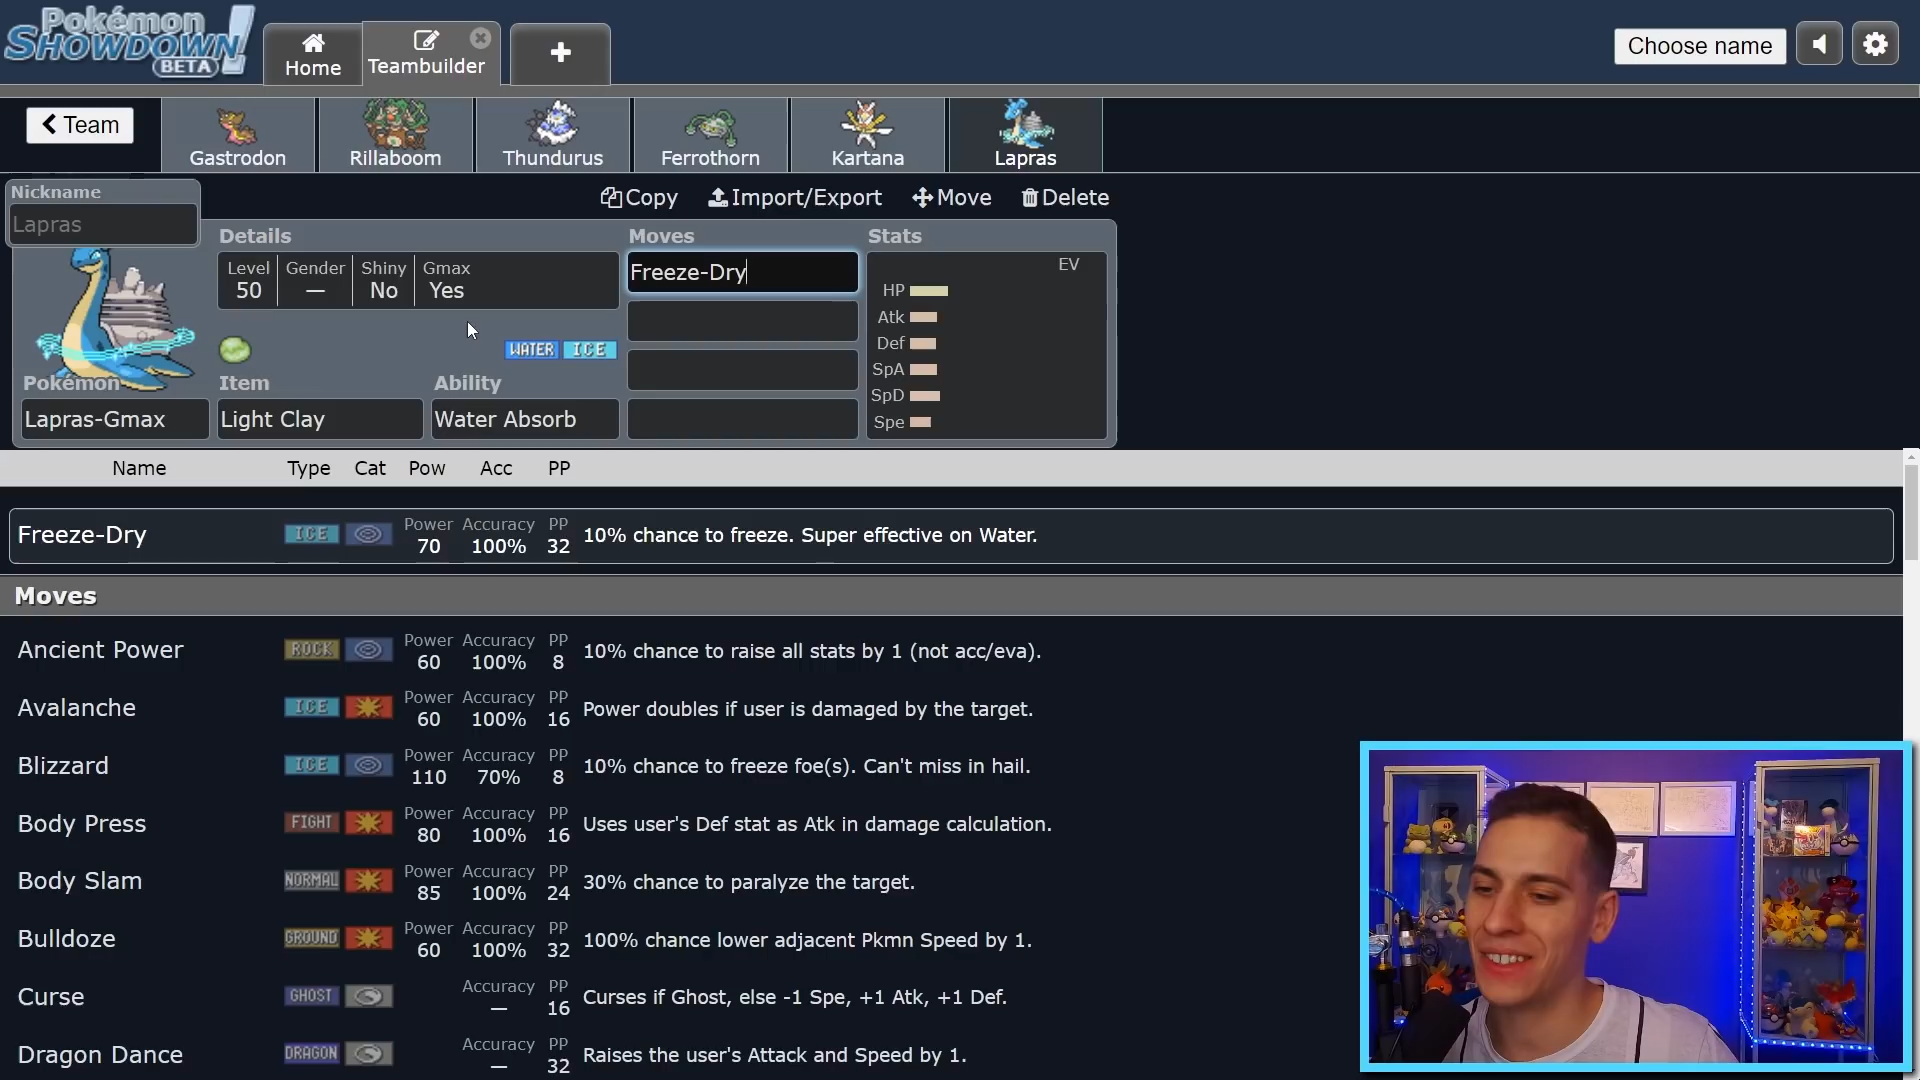 Pokémon
SHOWDOWN!
BETA
Home
Teambuilder
Choose name
Team
Gastrodon
Rillaboom
Thundurus
Ferrothorn
Kartana
Lapras
Nickname
Lapras
Copy
Import/Export
Move
Delete
Details
Moves
Stats
Level
Gender
Shiny
Gmax
50
—
No
Yes
Freeze-Dry
EV
HP
Atk
Def
SpA
SpD
Spe
WATER
ICE
Pokémon
Item
Ability
Lapras-Gmax
Light Clay
Water Absorb
Name Type Cat Pow Acc PP
Freeze-Dry ICE Power 70 Accuracy 100% PP 32 10% chance to freeze. Super effective on Water.
Moves
Ancient Power ROCK Power 60 Accuracy 100% PP 8 10% chance to raise all stats by 1 (not acc/eva).
Avalanche ICE Power 60 Accuracy 100% PP 16 Power doubles if user is damaged by the target.
Blizzard ICE Power 110 Accuracy 70% PP 8 10% chance to freeze foe(s). Can't miss in hail.
Body Press FIGHT Power 80 Accuracy 100% PP 16 Uses user's Def stat as Atk in damage calculation.
Body Slam NORMAL Power 85 Accuracy 100% PP 24 30% chance to paralyze the target.
Bulldoze GROUND Power 60 Accuracy 100% PP 32 100% chance lower adjacent Pkmn Speed by 1.
Curse GHOST Accuracy — PP 16 Curses if Ghost, else -1 Spe, +1 Atk, +1 Def.
Dragon Dance DRAGON Accuracy — PP 32 Raises the user's Attack and Speed by 1.